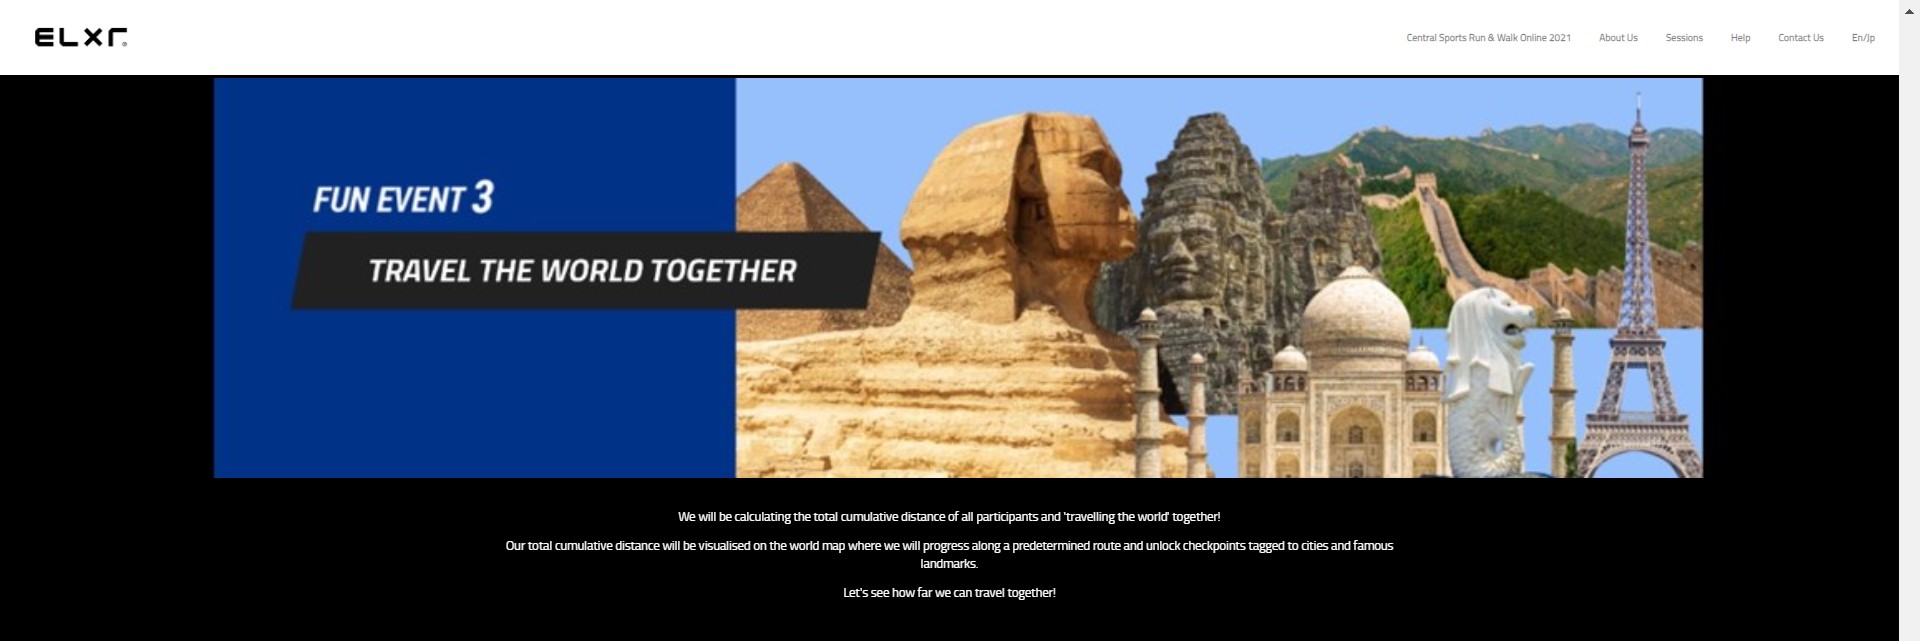 ELXR®
Central Sports Run & Walk Online 2021
About Us
Sessions
Help
Contact Us
En/Jp
FUN EVENT 3
TRAVEL THE WORLD TOGETHER
We will be calculating the total cumulative distance of all participants and 'travelling the world' together!
Our total cumulative distance will be visualised on the world map where we will progress along a predetermined route and unlock checkpoints tagged to cities and famous
landmarks.
Let's see how far we can travel together!